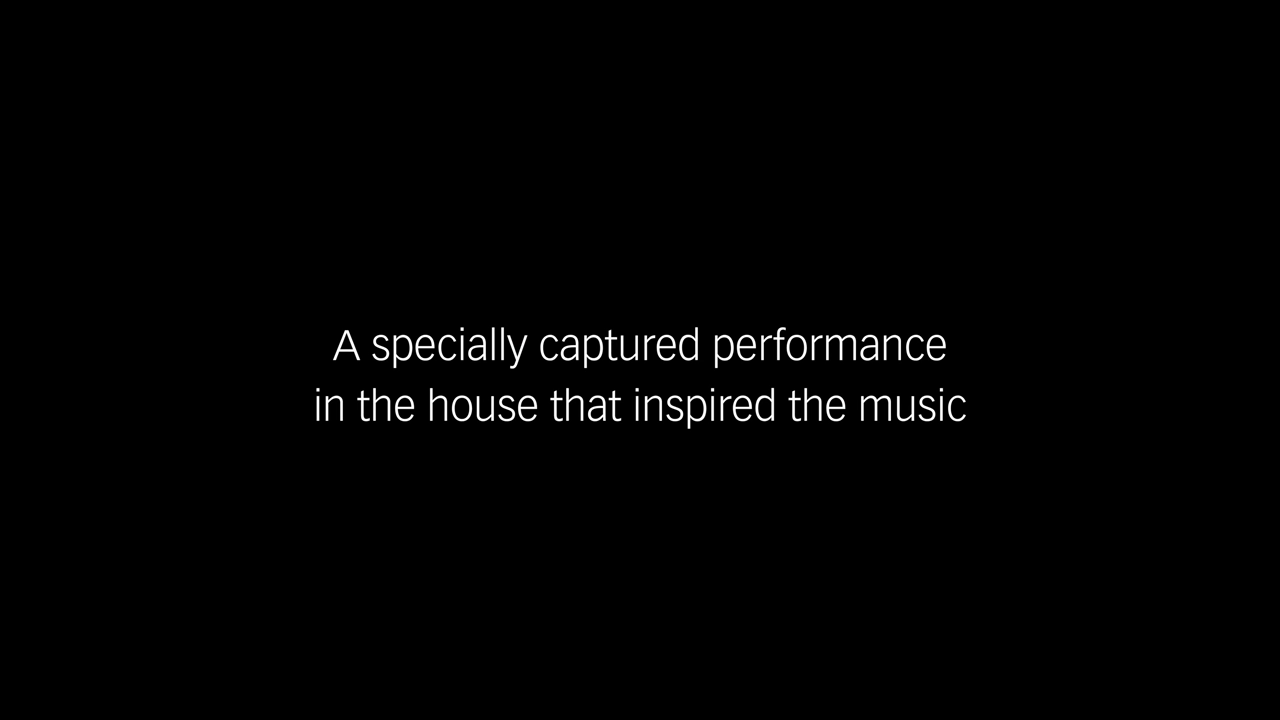 A specially captured performance
in the house that inspired the music